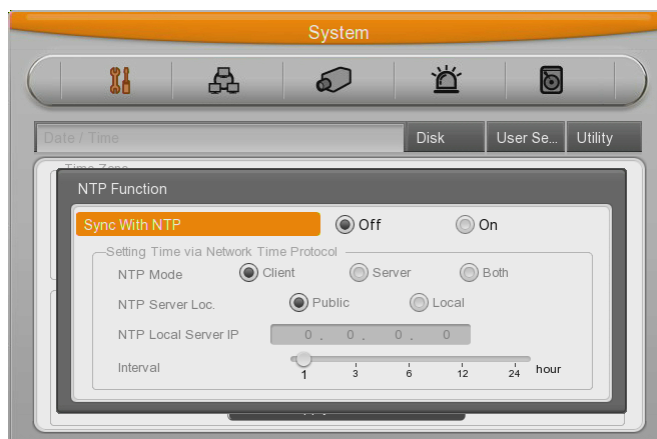 System
Date / Time Disk User Se... Utility
Time Zone
NTP Function
Sync With NTP Off On
Setting Time via Network Time Protocol
NTP Mode Client Server Both
NTP Server Loc. Public Local
NTP Local Server IP 0 . 0 . 0 . 0
Interval 1 3 6 12 24 hour